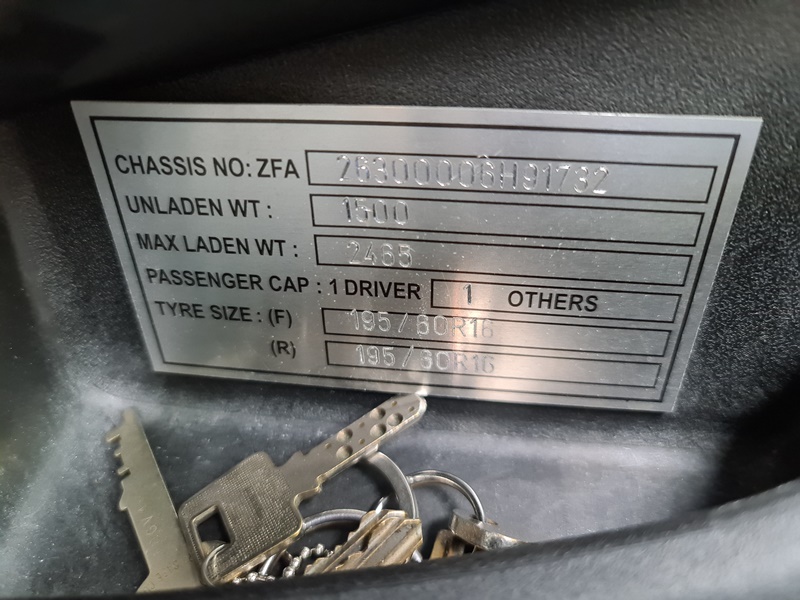 CHASSIS NO: ZFA 26300006H91732
UNLADEN WT : 1500
MAX LADEN WT : 2465
PASSENGER CAP : 1 DRIVER 1 OTHERS
TYRE SIZE : (F) 195/60R16
(R) 195/60R16